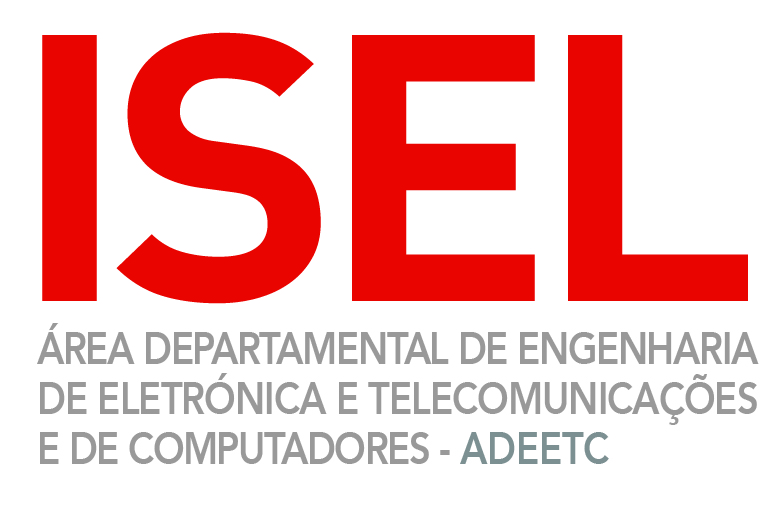 ISEL
ÁREA DEPARTAMENTAL DE ENGENHARIA
DE ELETRÓNICA E TELECOMUNICAÇÕES
E DE COMPUTADORES - ADEETC